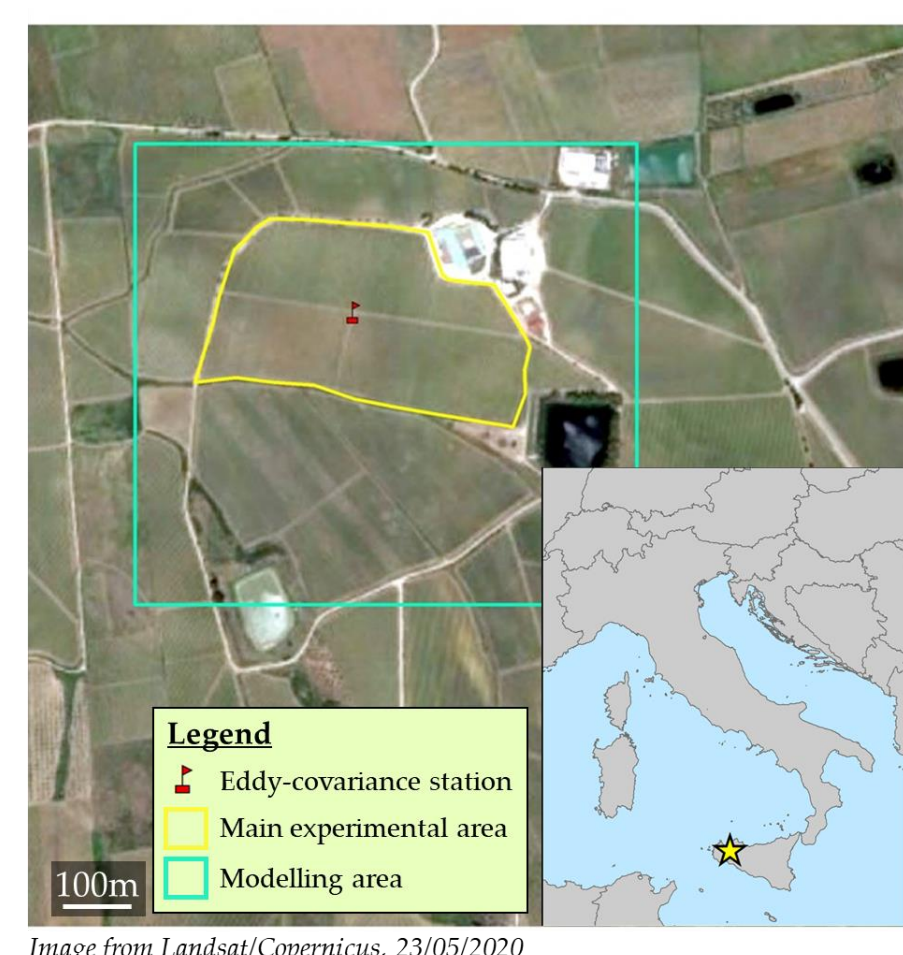 Legend
Eddy-covariance station
Main experimental area
Modelling area
100m
Image from Landsat/Copernicus, 23/05/2020